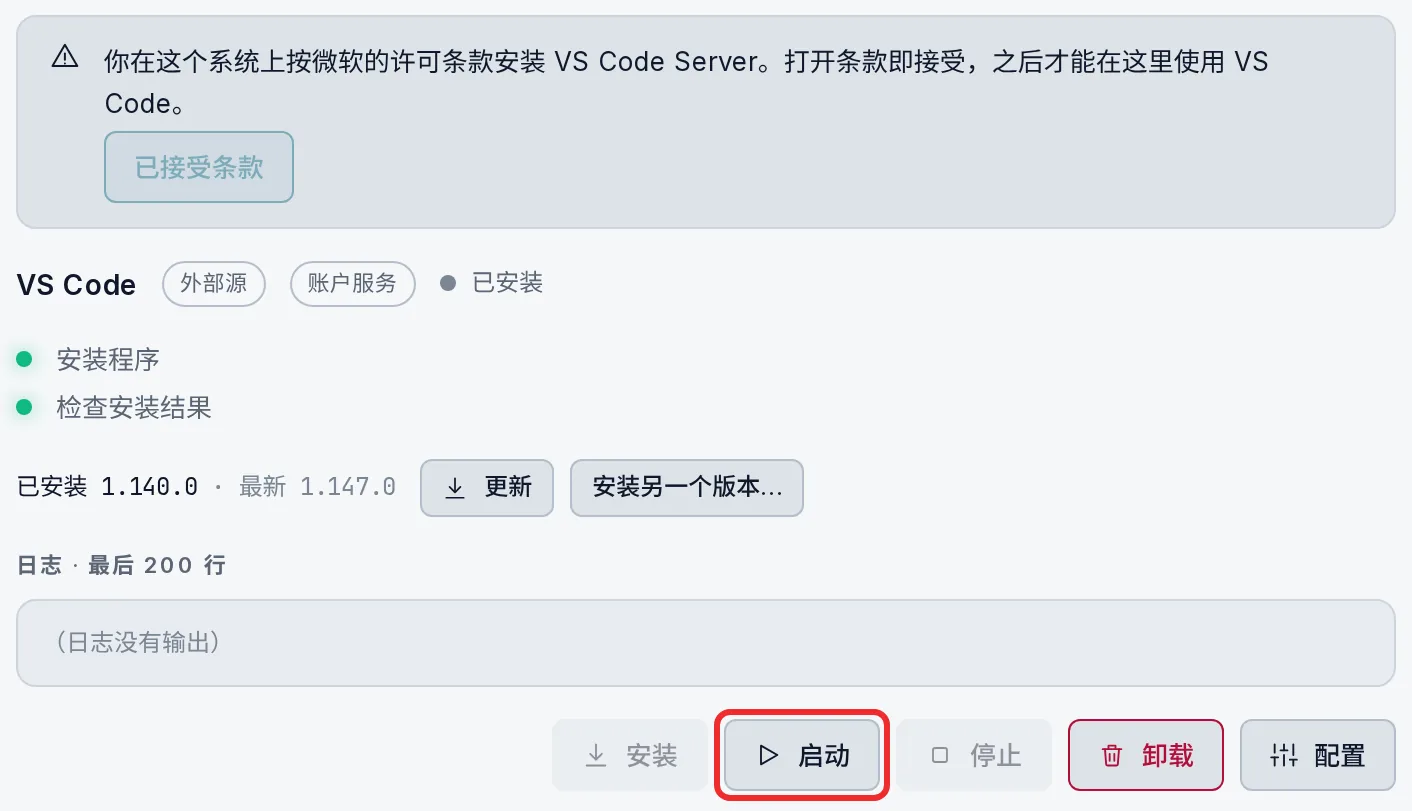 你在这个系统上按微软的许可条款安装 VS Code Server。打开条款即接受，之后才能在这里使用 VS
Code。
已接受条款
VS Code 外部源 账户服务 已安装
安装程序
检查安装结果
已安装 1.140.0 · 最新 1.147.0 更新 安装另一个版本...
日志 · 最后 200 行
（日志没有输出）
安装 启动 停止 卸载 配置